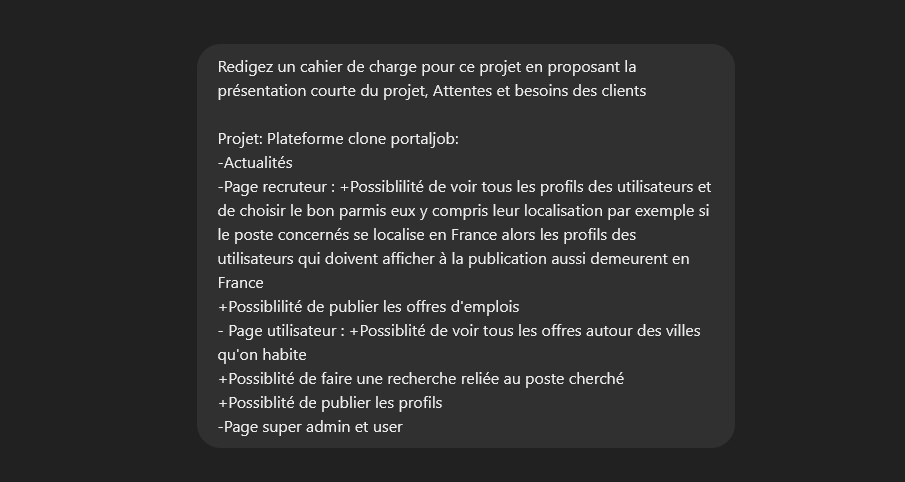 Redigez un cahier de charge pour ce projet en proposant la
présentation courte du projet, Attentes et besoins des clients
Projet: Plateforme clone portaljob:
-Actualités
-Page recruteur : +Possiblilité de voir tous les profils des utilisateurs et
de choisir le bon parmis eux y compris leur localisation par exemple si
le poste concernés se localise en France alors les profils des
utilisateurs qui doivent afficher à la publication aussi demeurent en
France
+Possiblilité de publier les offres d'emplois
- Page utilisateur : +Possiblité de voir tous les offres autour des villes
qu'on habite
+Possiblité de faire une recherche reliée au poste cherché
+Possiblité de publier les profils
-Page super admin et user